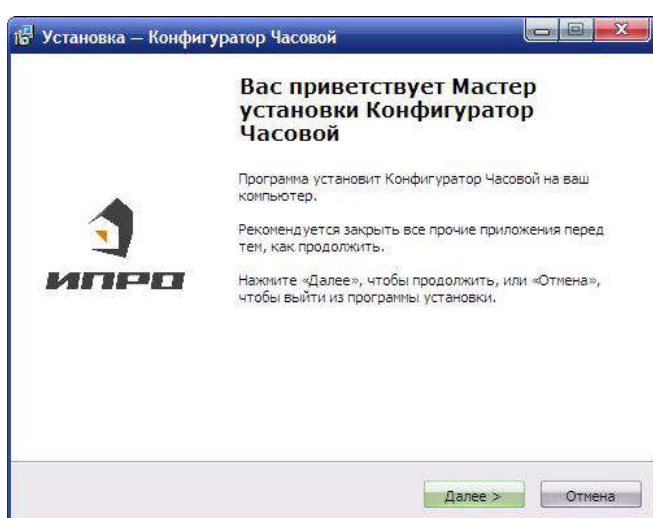 Установка — Конфигуратор Часовой
Вас приветствует Мастер
установки Конфигуратор
Часовой
Программа установит Конфигуратор Часовой на ваш
компьютер.
Рекомендуется закрыть все прочие приложения перед
тем, как продолжить.
Нажмите «Далее», чтобы продолжить, или «Отмена»,
чтобы выйти из программы установки.
ИПРО
Далее >
Отмена